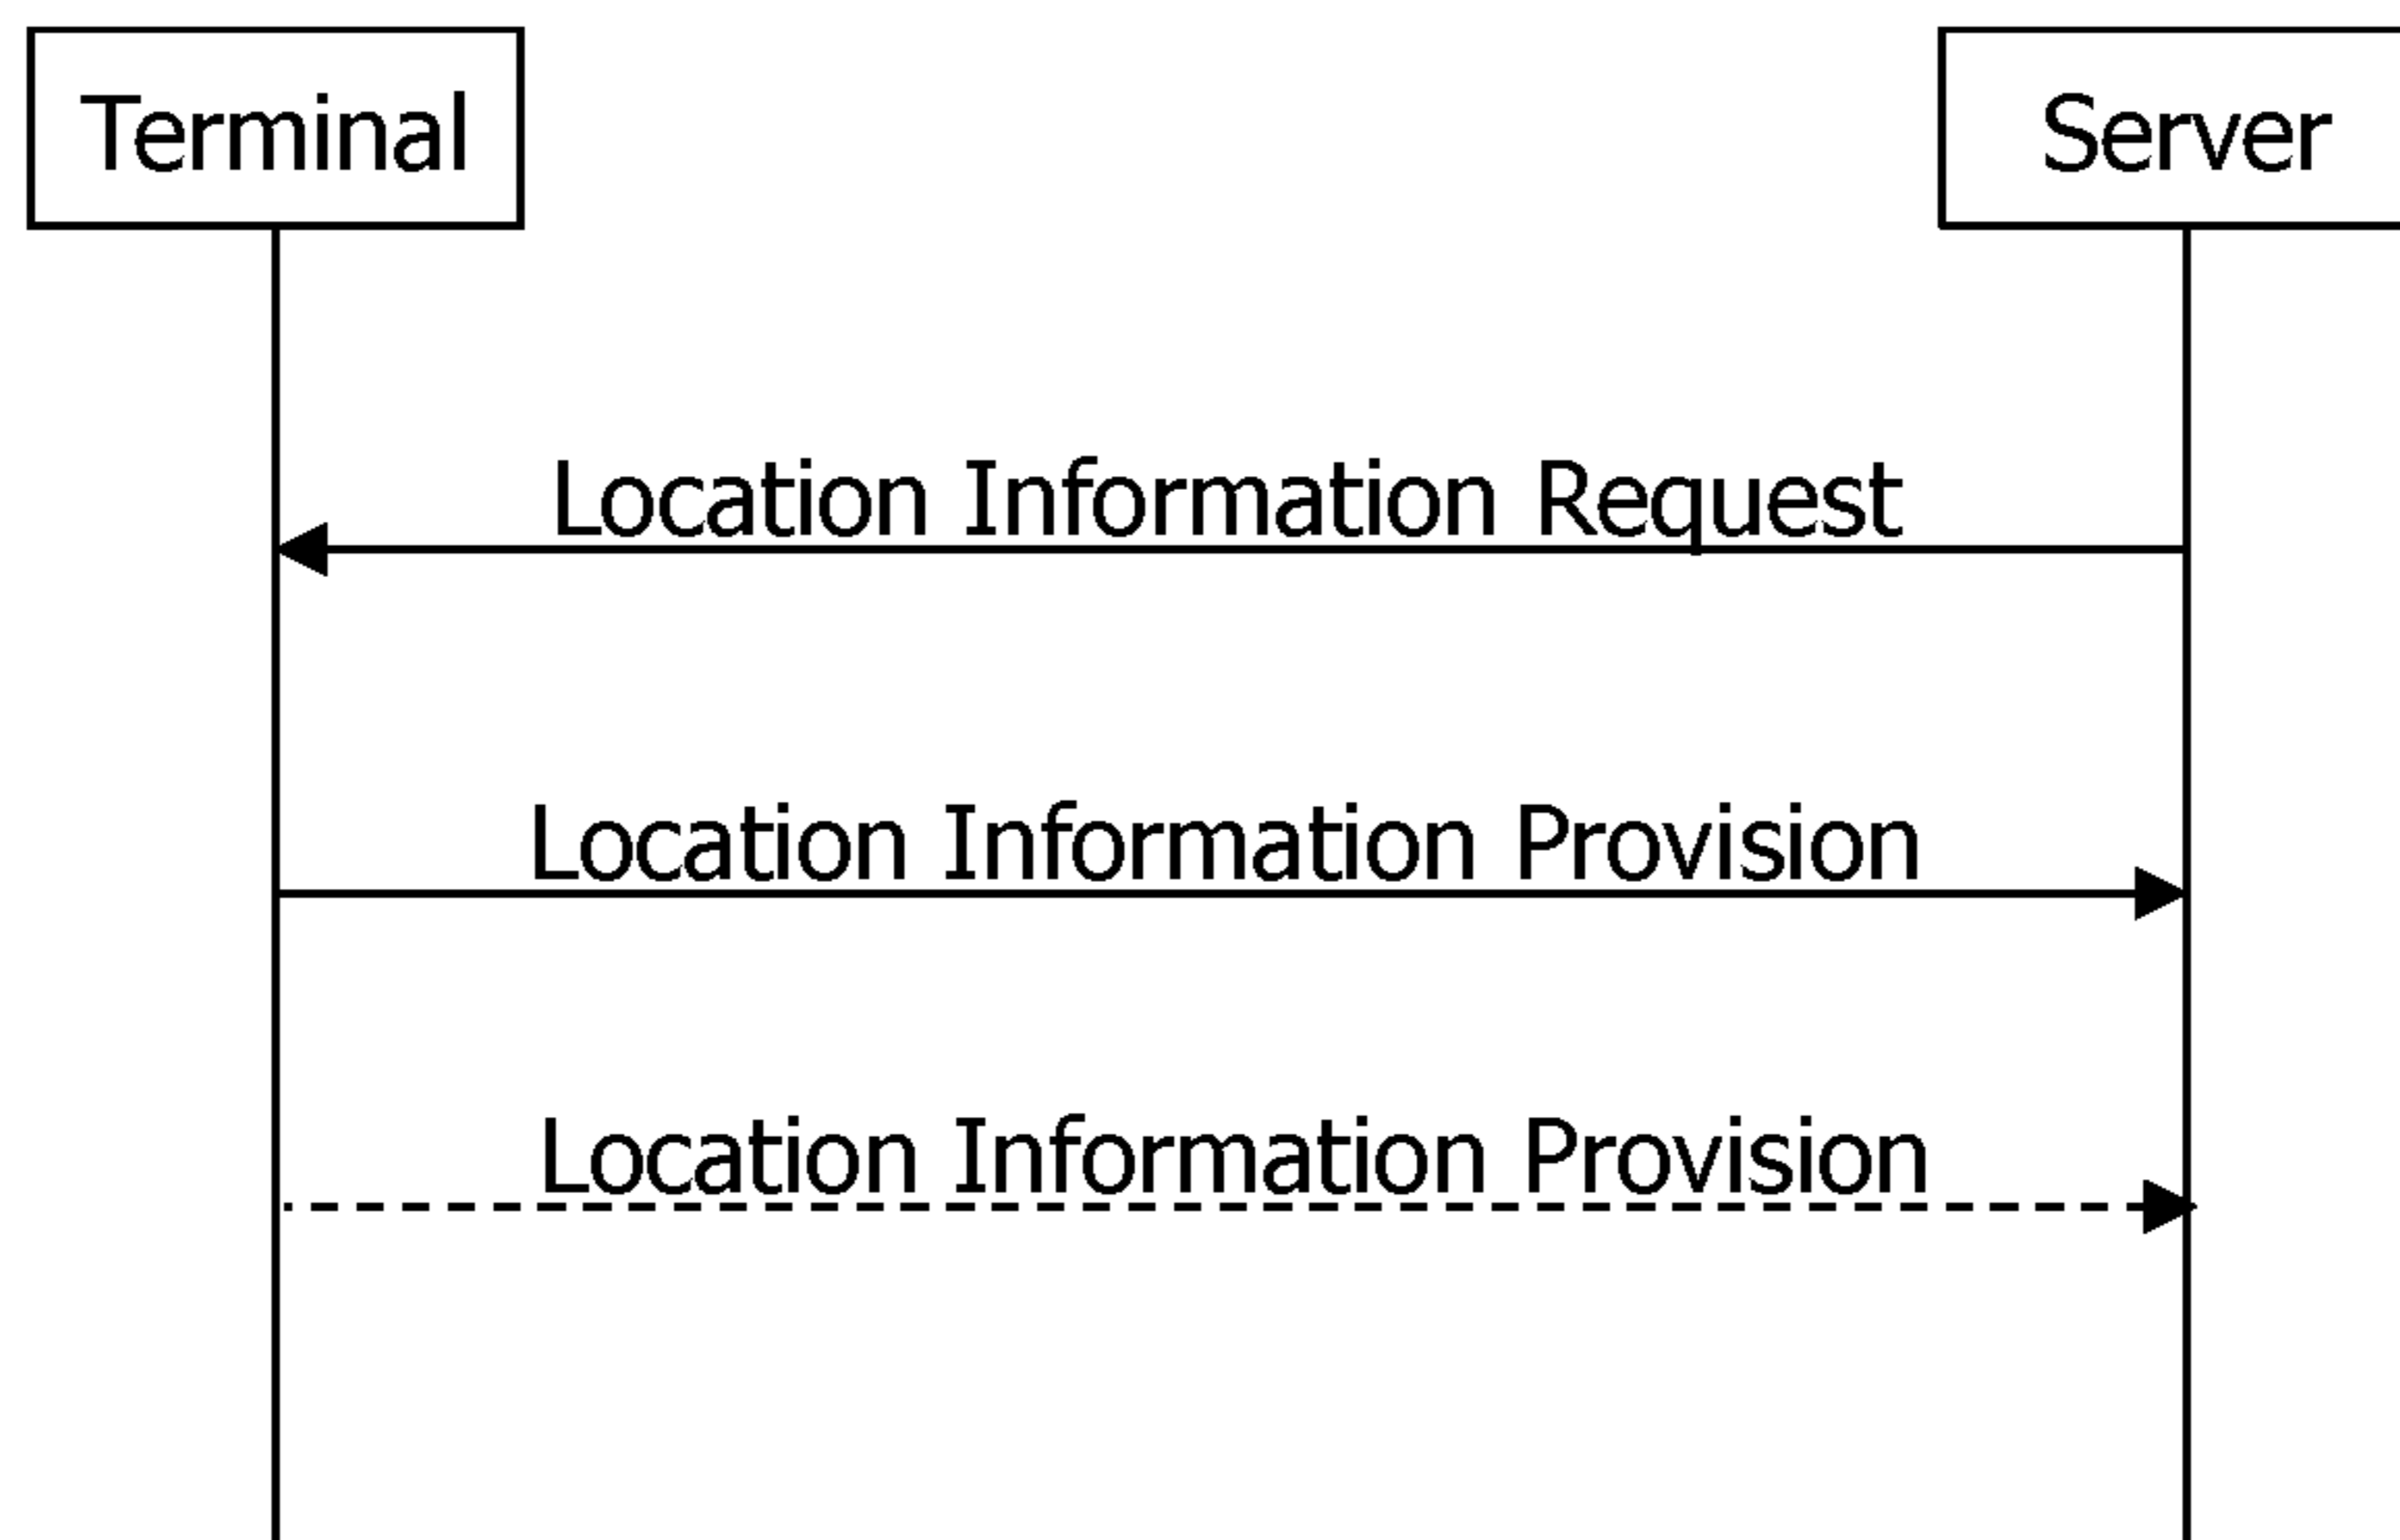 Terminal
Server
Location Information Request
Location Information Provision
Location Information Provision